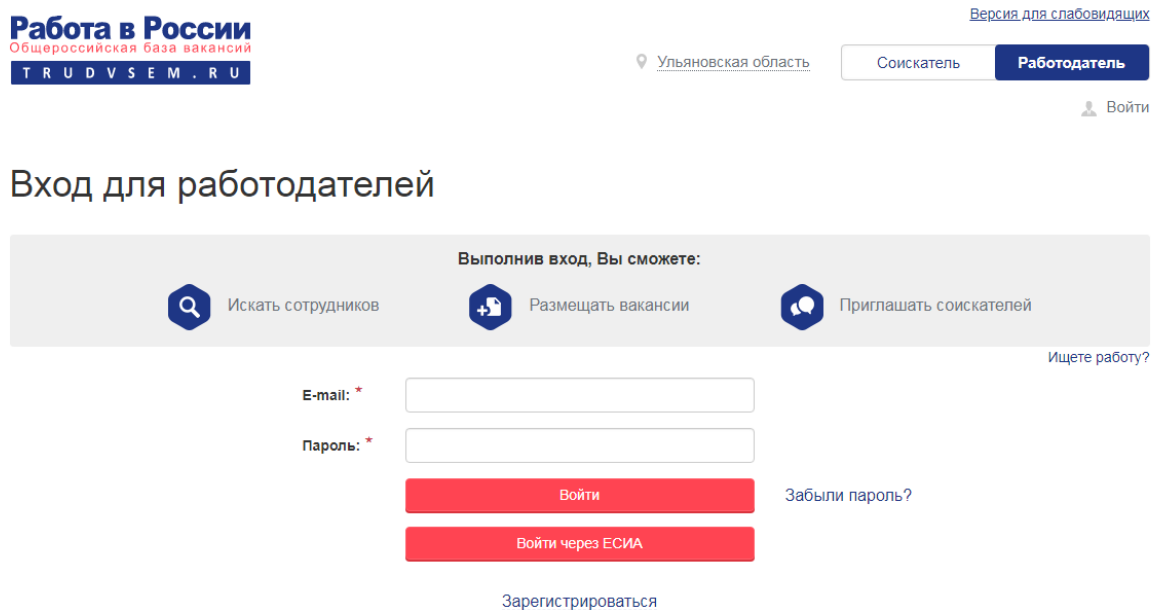 Версия для слабовидящих
Работа в России
Общероссийская база вакансий
TRUDVSEM.RU
Ульяновская область
Соискатель
Работодатель
Войти
Вход для работодателей
Выполнив вход, Вы сможете:
Искать сотрудников
Размещать вакансии
Приглашать соискателей
Ищете работу?
E-mail: *
Пароль: *
Войти
Забыли пароль?
Войти через ЕСИА
Зарегистрироваться